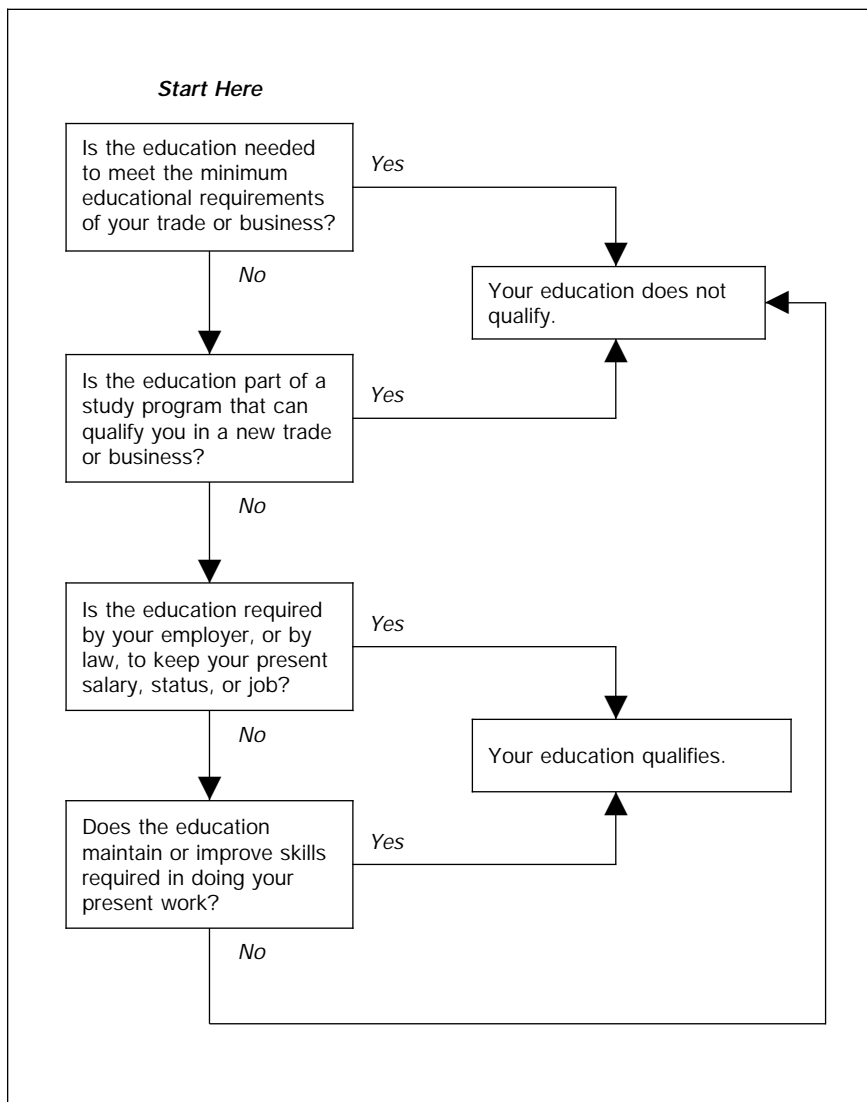 Start Here
Is the education needed
to meet the minimum
educational requirements
of your trade or business?
Yes
No
Your education does not
qualify.
Is the education part of a
study program that can
qualify you in a new trade
or business?
Yes
No
Is the education required
by your employer, or by
law, to keep your present
salary, status, or job?
Yes
No
Your education qualifies.
Does the education
maintain or improve skills
required in doing your
present work?
Yes
No